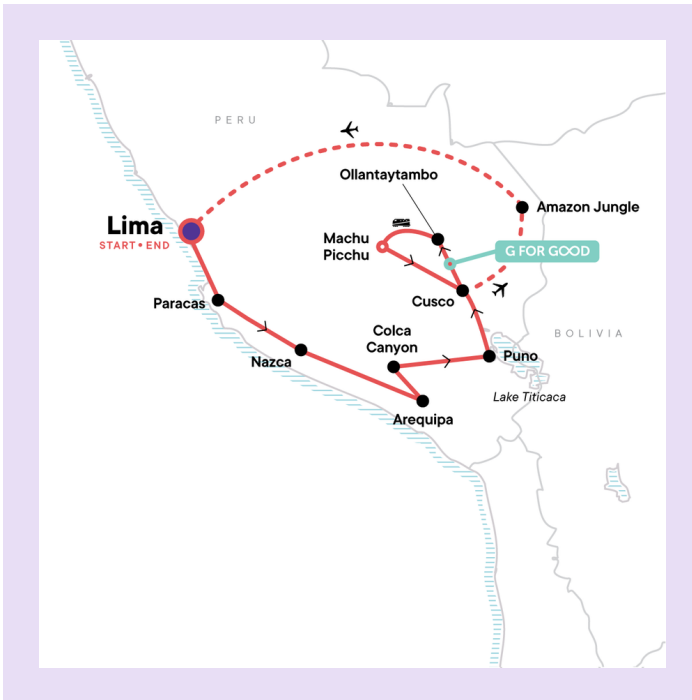 PERU
Ollantaytambo
Amazon Jungle
Lima
START • END
Machu
Picchu
G FOR GOOD
Paracas
Cusco
Colca
Canyon
BOLIVIA
Nazca
Puno
Lake Titicaca
Arequipa